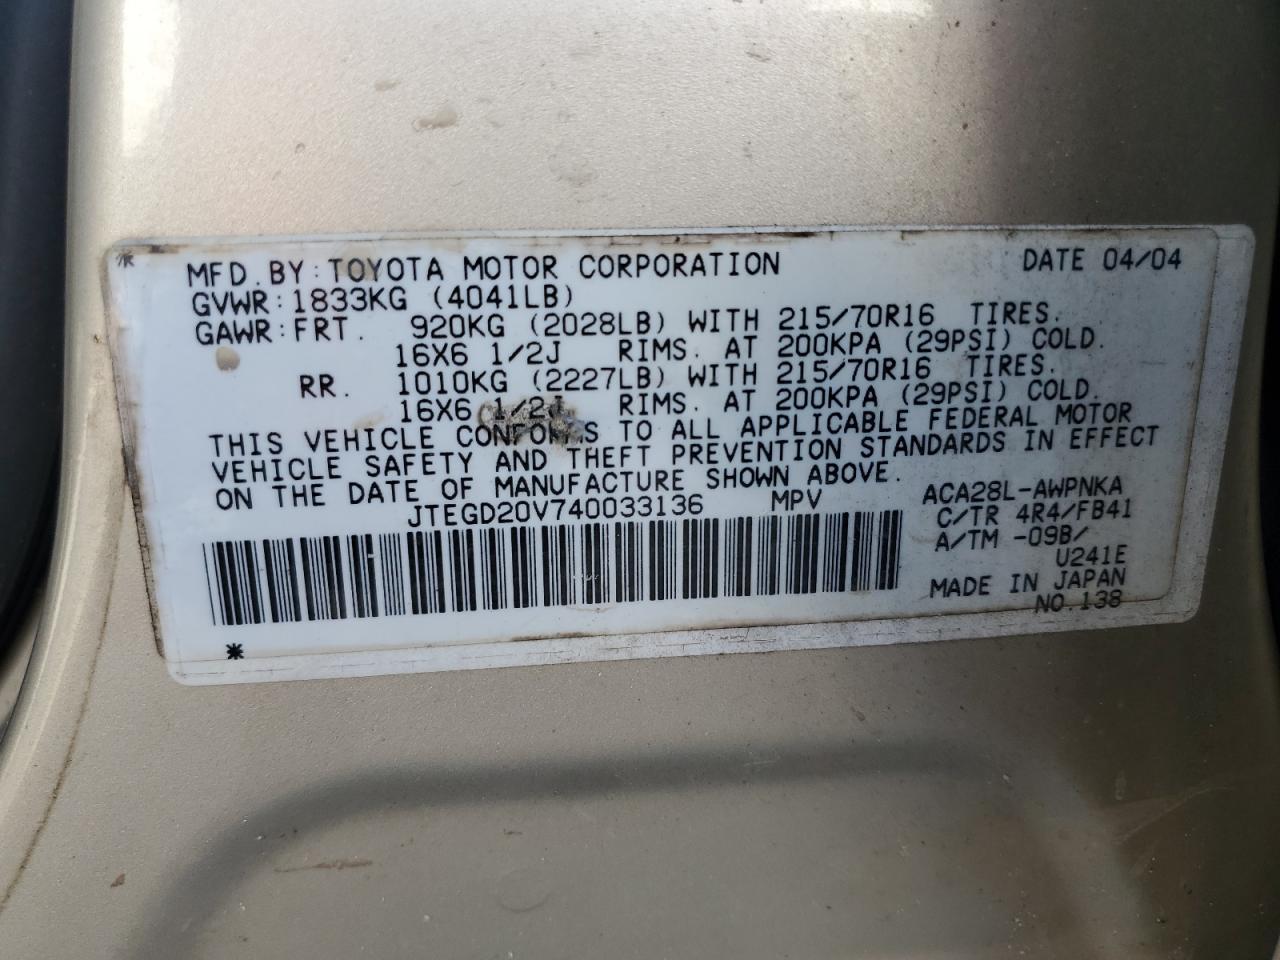 MFD.BY:TOYOTA MOTOR CORPORATION DATE 04/04
GVWR:1833KG (4041LB)
GAWR:FRT. 920KG (2028LB) WITH 215/70R16 TIRES.
16X6 1/2J RIMS. AT 200KPA (29PSI) COLD.
RR. 1010KG (2227LB) WITH 215/70R16 TIRES.
16X6 1/2J RIMS. AT 200KPA (29PSI) COLD.
THIS VEHICLE CONFORMS TO ALL APPLICABLE FEDERAL MOTOR
VEHICLE SAFETY AND THEFT PREVENTION STANDARDS IN EFFECT
ON THE DATE OF MANUFACTURE SHOWN ABOVE.
JTEGD20V740033136 MPV ACA28L-AWPNKA
C/TR 4R4/FB41
A/TM -09B/
U241E
MADE IN JAPAN
NO.138
*